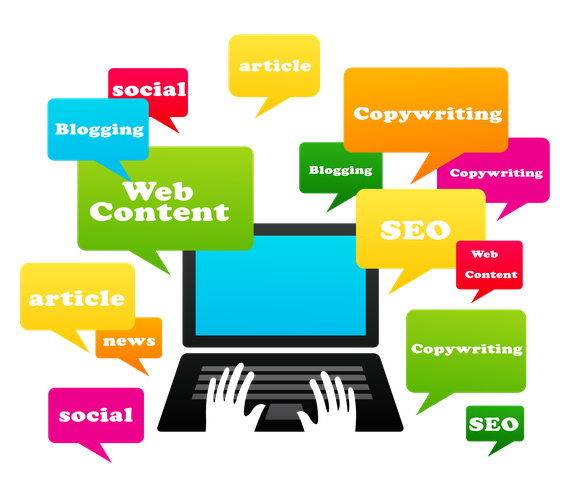 article
social
Copywriting
Blogging
Blogging
Copywriting
Web
Content
SEO
Web
Content
article
news
Copywriting
social
SEO